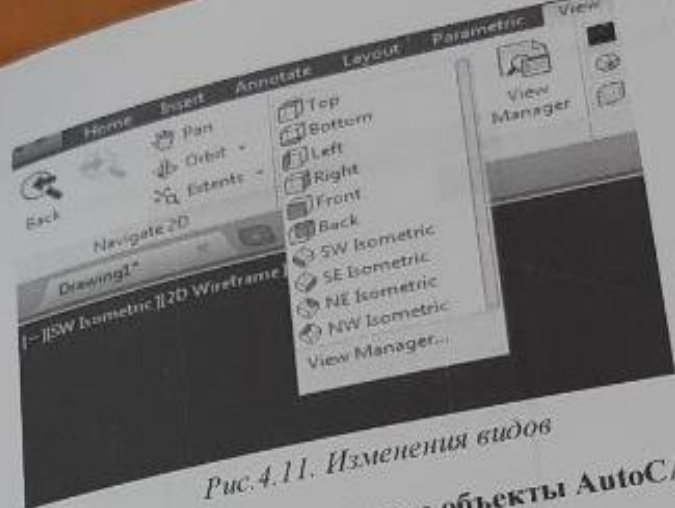 Home Insert Annotate Layout Parametric View
Back
Pan
Orbit
Extents
Navigate 2D
Top
Bottom
Left
Right
Front
Back
SW Isometric
SE Isometric
NE Isometric
NW Isometric
View Manager...
View
Manager
Drawing1*
[-][SW Isometric][2D Wireframe]
Рис.4.11. Изменения видов
объекты AutoCA